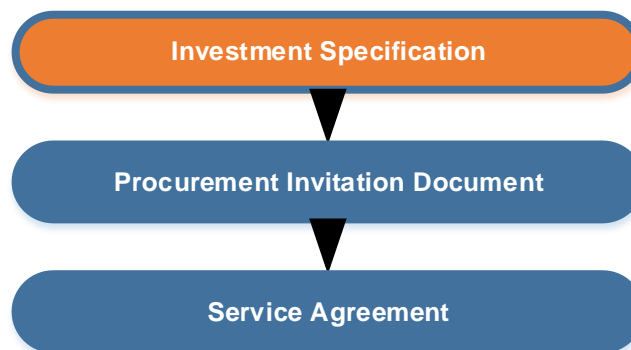 Investment Specification
Procurement Invitation Document
Service Agreement